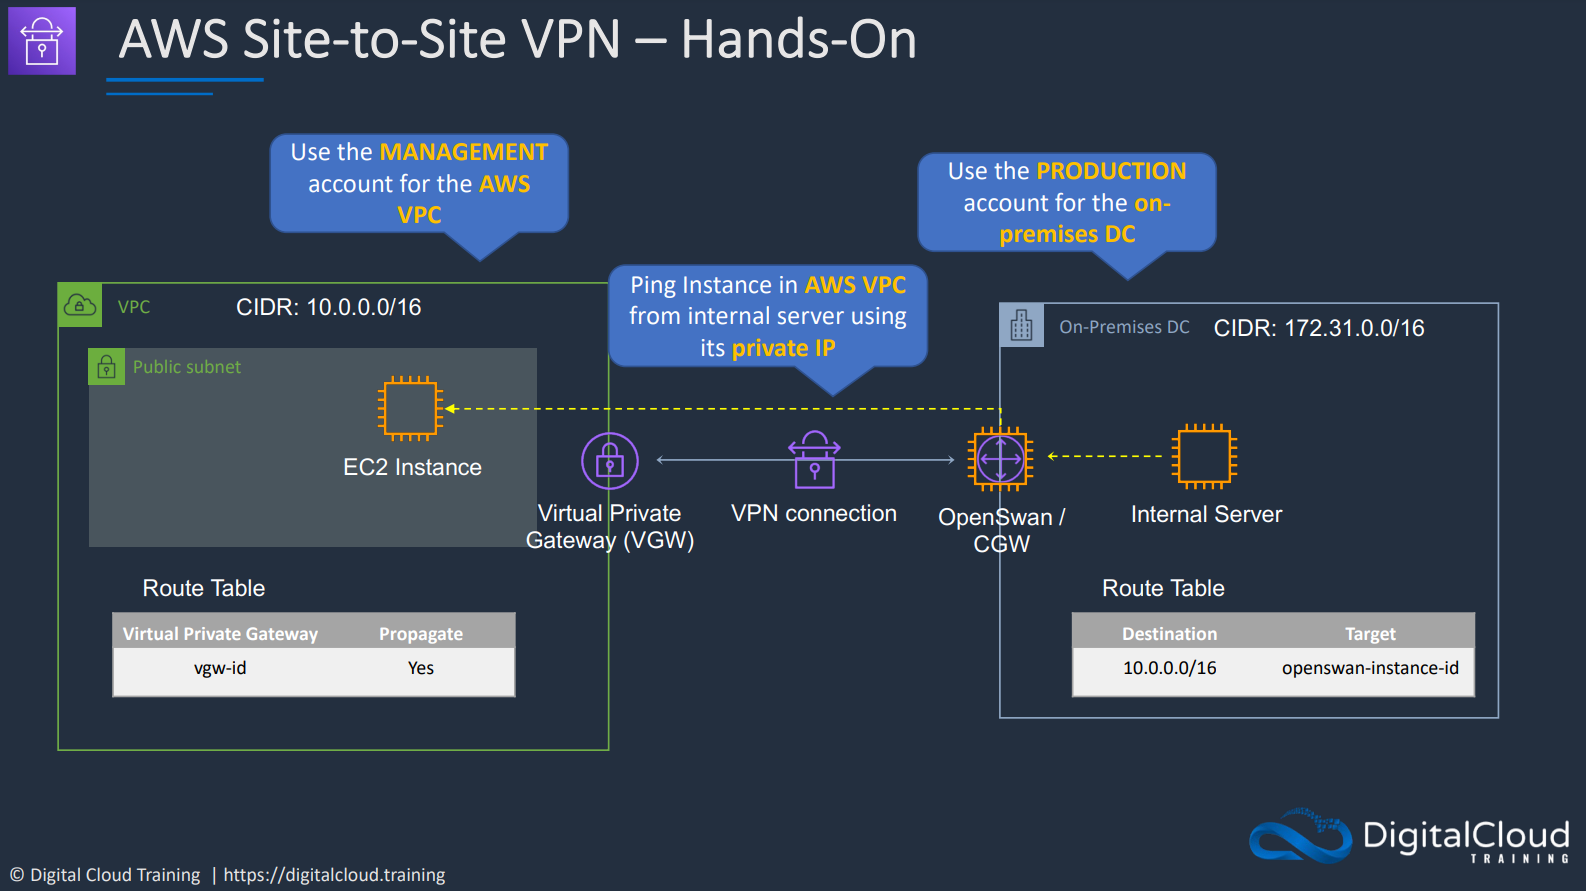 AWS Site-to-Site VPN – Hands-On
Use the MANAGEMENT
account for the AWS
VPC
Use the PRODUCTION
account for the on-
premises DC
Ping Instance in AWS VPC
from internal server using
its private IP
VPC
CIDR: 10.0.0.0/16
On-Premises DC
CIDR: 172.31.0.0/16
Public subnet
EC2 Instance
Virtual Private
Gateway (VGW)
VPN connection
OpenSwan /
CGW
Internal Server
Route Table
Virtual Private Gateway Propagate
vgw-id Yes
Route Table
Destination Target
10.0.0.0/16 openswan-instance-id
DigitalCloud
TRAINING
© Digital Cloud Training | https://digitalcloud.training